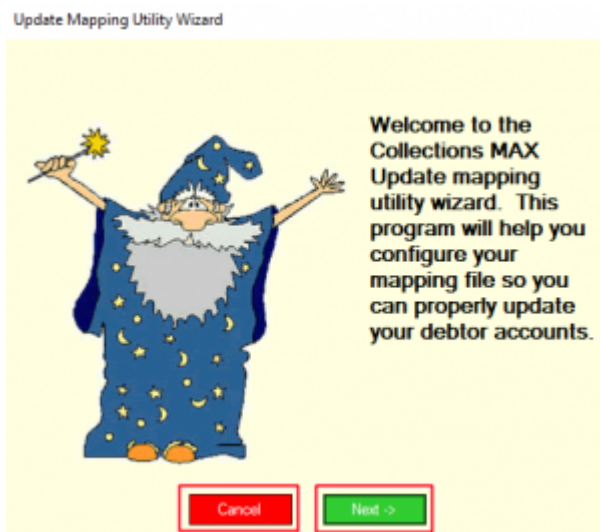 Update Mapping Utility Wizard
Welcome to the
Collections MAX
Update mapping
utility wizard.  This
program will help you
configure your
mapping file so you
can properly update
your debtor accounts.
Cancel
Next ->